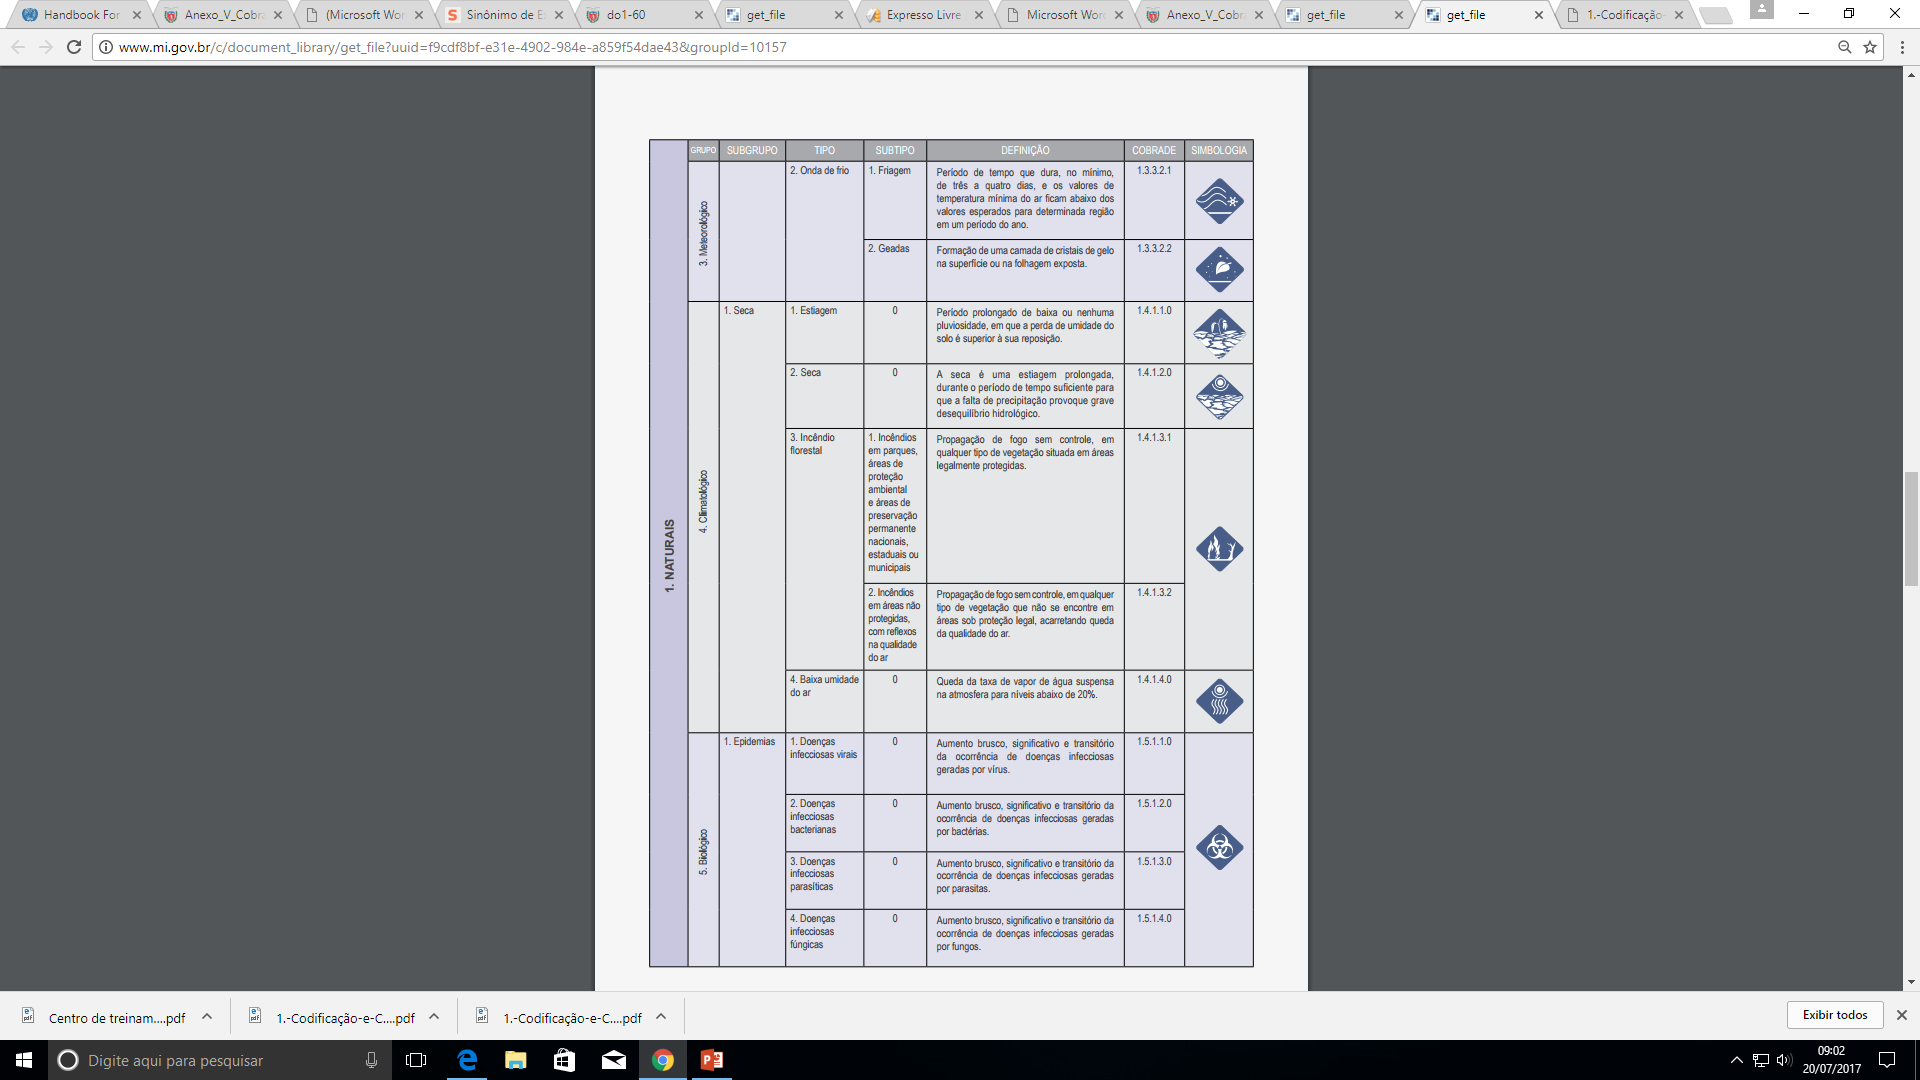 Handbook For
Anexo_V_Cobr
(Microsoft Wor
Sinônimo de E
do1-60
get_file
Expresso Livre
Microsoft Wor
Anexo_V_Cobr
get_file
get_file
1.-Codificação-
www.mi.gov.br/c/document_library/get_file?uuid=f9cdf8bf-e31e-4902-984e-a859f54dae43&groupId=10157
GRUPO SUBGRUPO TIPO SUBTIPO DEFINIÇÃO COBRADE SIMBOLOGIA
1. NATURAIS
3. Meteorológico
2. Onda de frio
1. Friagem
Período de tempo que dura, no mínimo,
de três a quatro dias, e os valores de
temperatura mínima do ar ficam abaixo dos
valores esperados para determinada região
em um período do ano.
1.3.3.2.1
2. Geadas
Formação de uma camada de cristais de gelo
na superfície ou na folhagem exposta.
1.3.3.2.2
4. Climatológico
1. Seca
1. Estiagem
0
Período prolongado de baixa ou nenhuma
pluviosidade, em que a perda de umidade do
solo é superior à sua reposição.
1.4.1.1.0
2. Seca
0
A seca é uma estiagem prolongada,
durante o período de tempo suficiente para
que a falta de precipitação provoque grave
desequilíbrio hidrológico.
1.4.1.2.0
3. Incêndio
florestal
1. Incêndios
em parques,
áreas de
proteção
ambiental
e áreas de
preservação
permanente
nacionais,
estaduais ou
municipais
Propagação de fogo sem controle, em
qualquer tipo de vegetação situada em áreas
legalmente protegidas.
1.4.1.3.1
2. Incêndios
em áreas não
protegidas,
com reflexos
na qualidade
do ar
Propagação de fogo sem controle, em qualquer
tipo de vegetação que não se encontre em
áreas sob proteção legal, acarretando queda
da qualidade do ar.
1.4.1.3.2
4. Baixa umidade
do ar
0
Queda da taxa de vapor de água suspensa
na atmosfera para níveis abaixo de 20%.
1.4.1.4.0
5. Biológico
1. Epidemias
1. Doenças
infecciosas virais
0
Aumento brusco, significativo e transitório
da ocorrência de doenças infecciosas
geradas por vírus.
1.5.1.1.0
2. Doenças
infecciosas
bacterianas
0
Aumento brusco, significativo e transitório da
ocorrência de doenças infecciosas geradas
por bactérias.
1.5.1.2.0
3. Doenças
infecciosas
parasíticas
0
Aumento brusco, significativo e transitório da
ocorrência de doenças infecciosas geradas
por parasitas.
1.5.1.3.0
4. Doenças
infecciosas
fúngicas
0
Aumento brusco, significativo e transitório da
ocorrência de doenças infecciosas geradas
por fungos.
1.5.1.4.0
Centro de treinam....pdf
1.-Codificação-e-C....pdf
1.-Codificação-e-C....pdf
Exibir todos
Digite aqui para pesquisar
09:02
20/07/2017